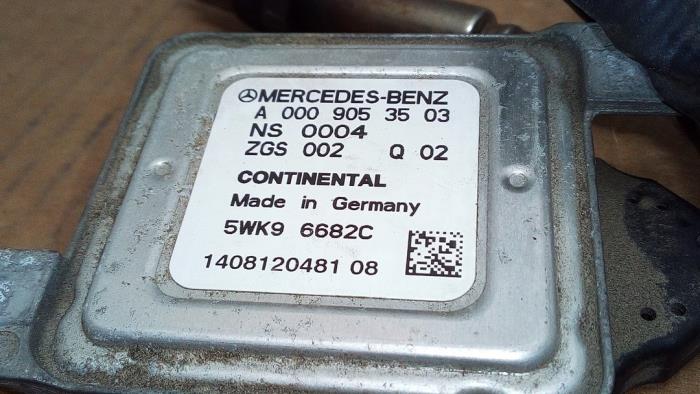 MERCEDES-BENZ
A 000 905 35 03
NS 0004
ZGS 002 Q 02
CONTINENTAL
Made in Germany
5WK9 6682C
1408120481 08